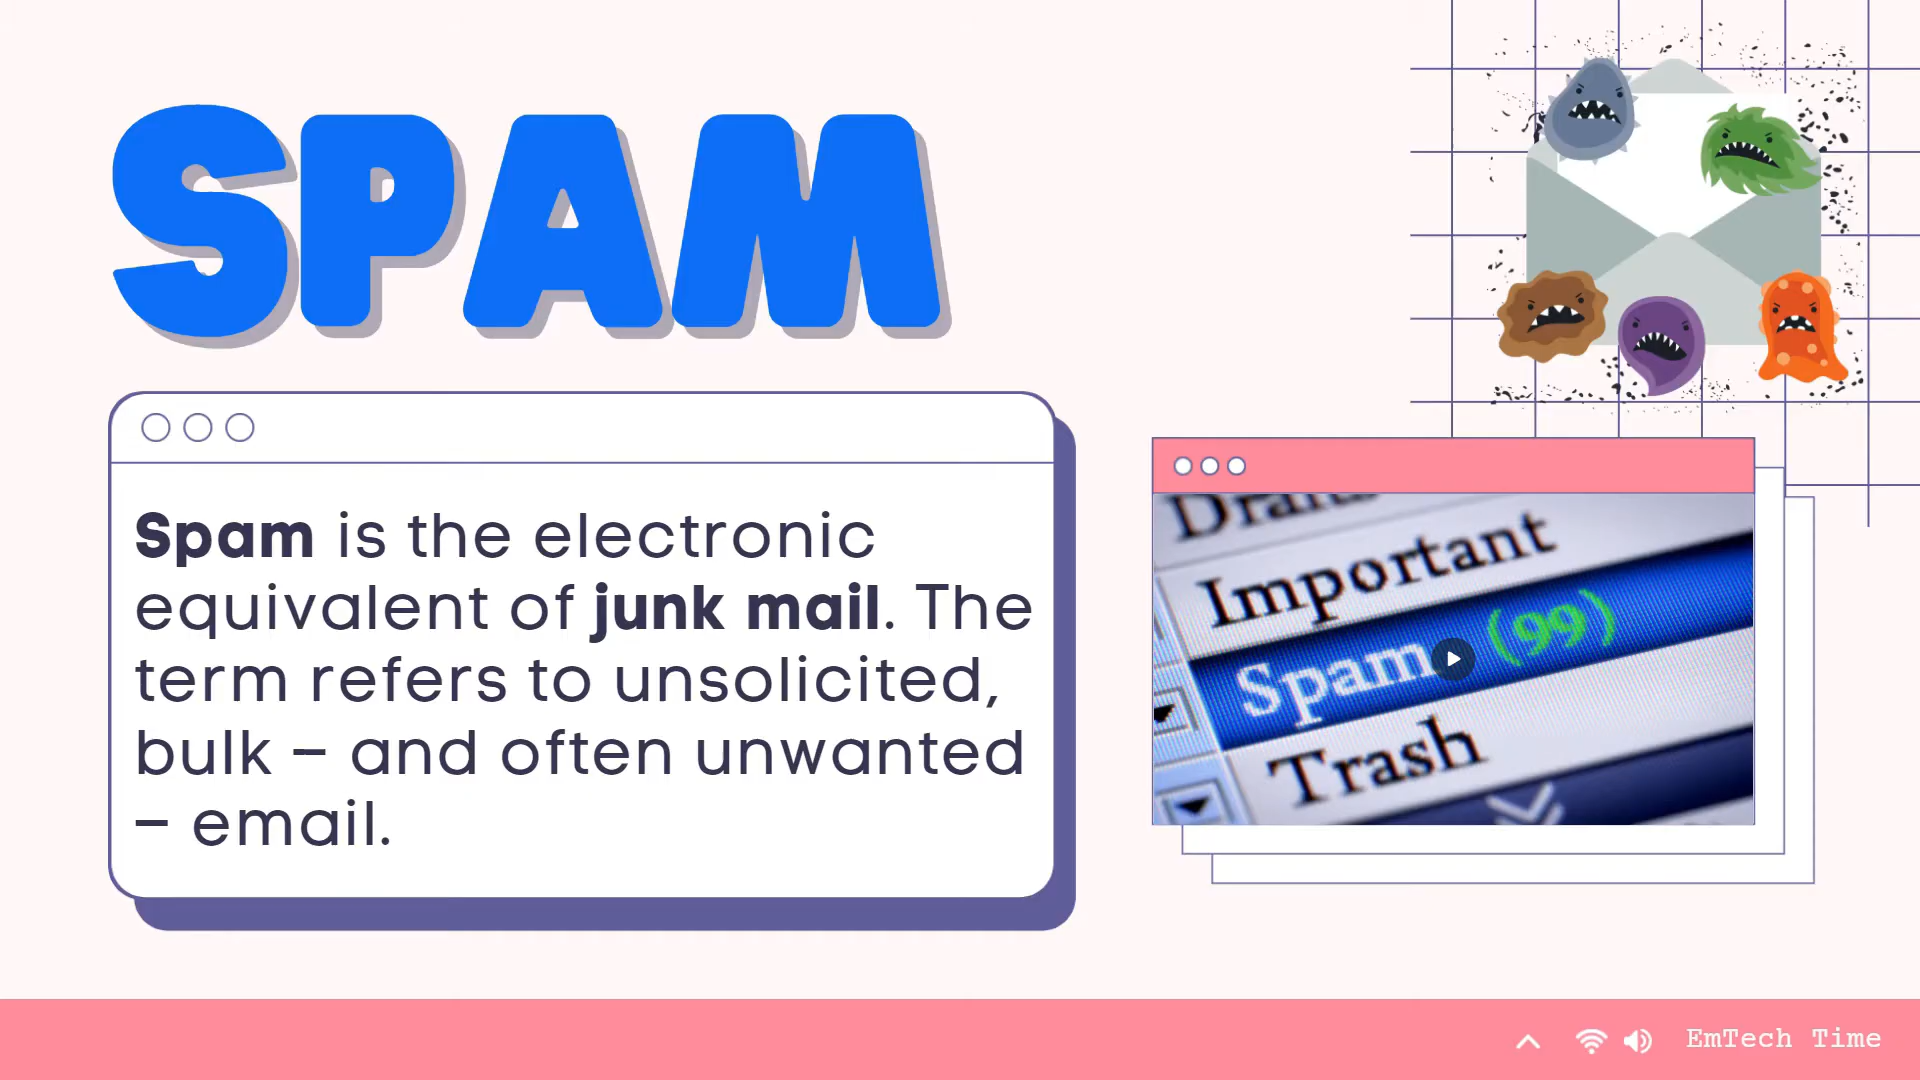 SPAM
Spam is the electronic
equivalent of junk mail. The
term refers to unsolicited,
bulk – and often unwanted
– email.
Drafts
Important
Spam (99)
Trash
EmTech Time